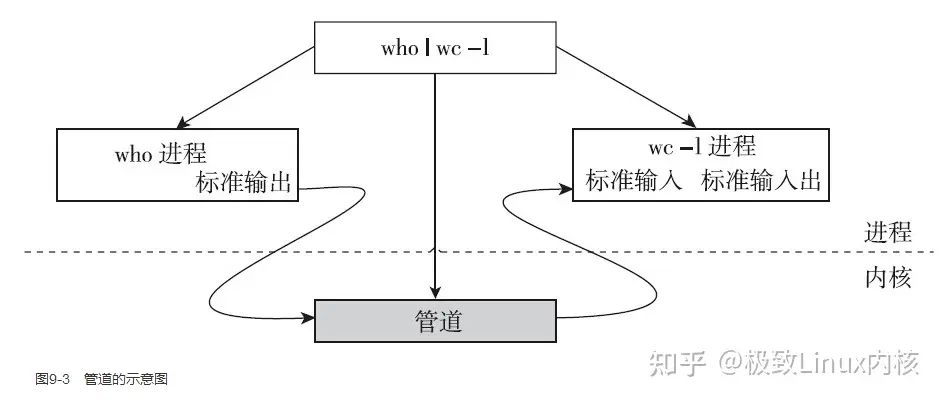 who | wc –l
who 进程
标准输出
wc –l 进程
标准输入 标准输入出
进程
内核
管道
图9-3 管道的示意图
知乎 @极致Linux内核